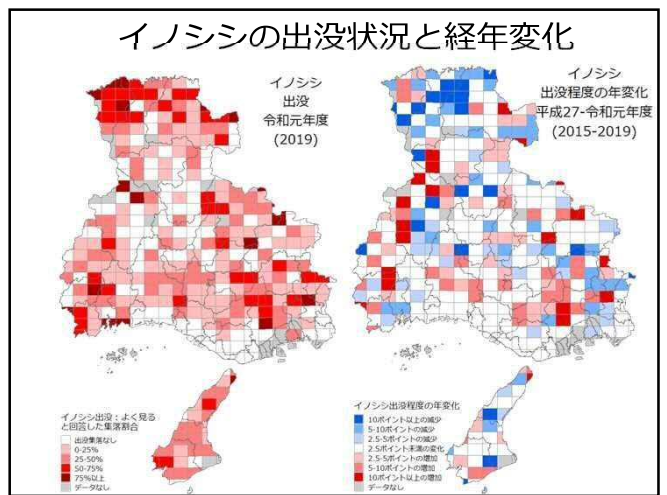 イノシシの出没状況と経年変化
イノシシ
出没
令和元年度
(2019)
イノシシ
出没程度の年変化
平成27-令和元年度
(2015-2019)
イノシシ出没：よく見る
と回答した集落割合
出没集落なし
0-25%
25-50%
50-75%
75%以上
データなし
イノシシ出没程度の年変化
10ポイント以上の減少
5-10ポイントの減少
2.5-5ポイントの減少
2.5ポイント未満の変化
2.5-5ポイントの増加
5-10ポイントの増加
10ポイント以上の増加
データなし